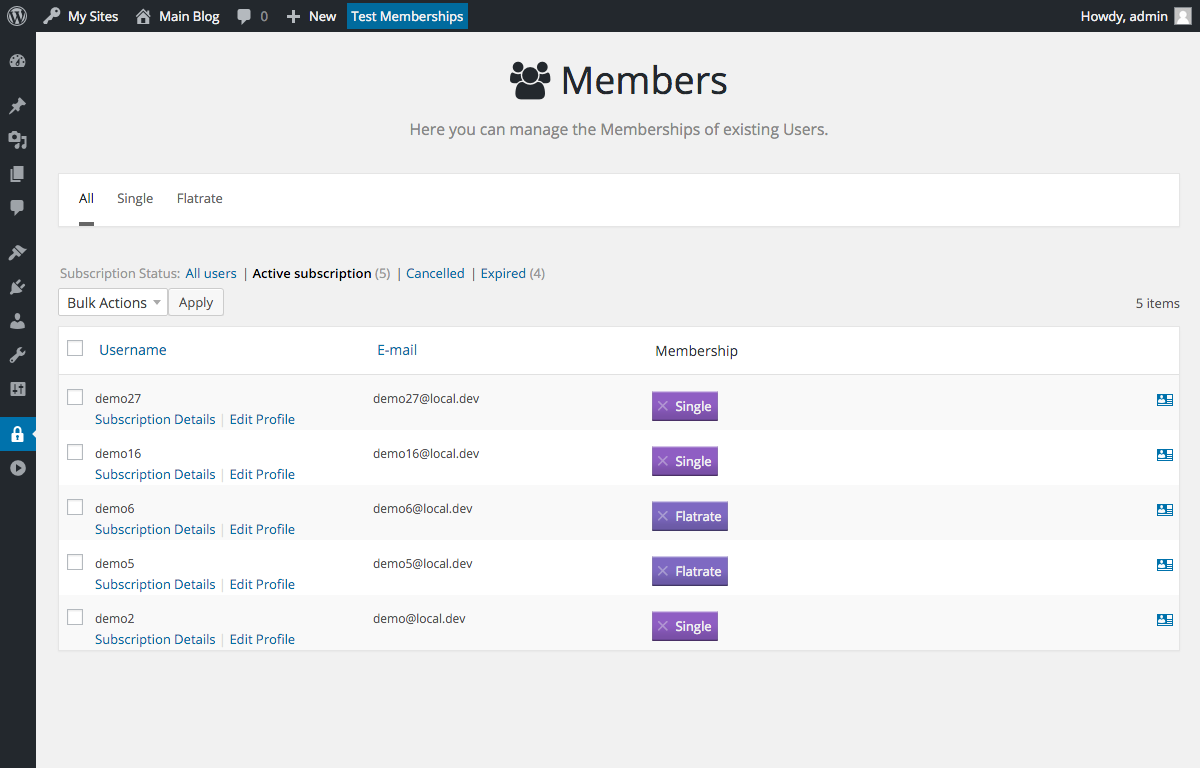 My Sites Main Blog 0 New Test Memberships Howdy, admin
Members
Here you can manage the Memberships of existing Users.
All Single Flatrate
Subscription Status: All users | Active subscription (5) | Cancelled | Expired (4)
Bulk Actions Apply 5 items
Username E-mail Membership
demo27 demo27@local.dev Single
Subscription Details | Edit Profile
demo16 demo16@local.dev Single
Subscription Details | Edit Profile
demo6 demo6@local.dev Flatrate
Subscription Details | Edit Profile
demo5 demo5@local.dev Flatrate
Subscription Details | Edit Profile
demo2 demo@local.dev Single
Subscription Details | Edit Profile